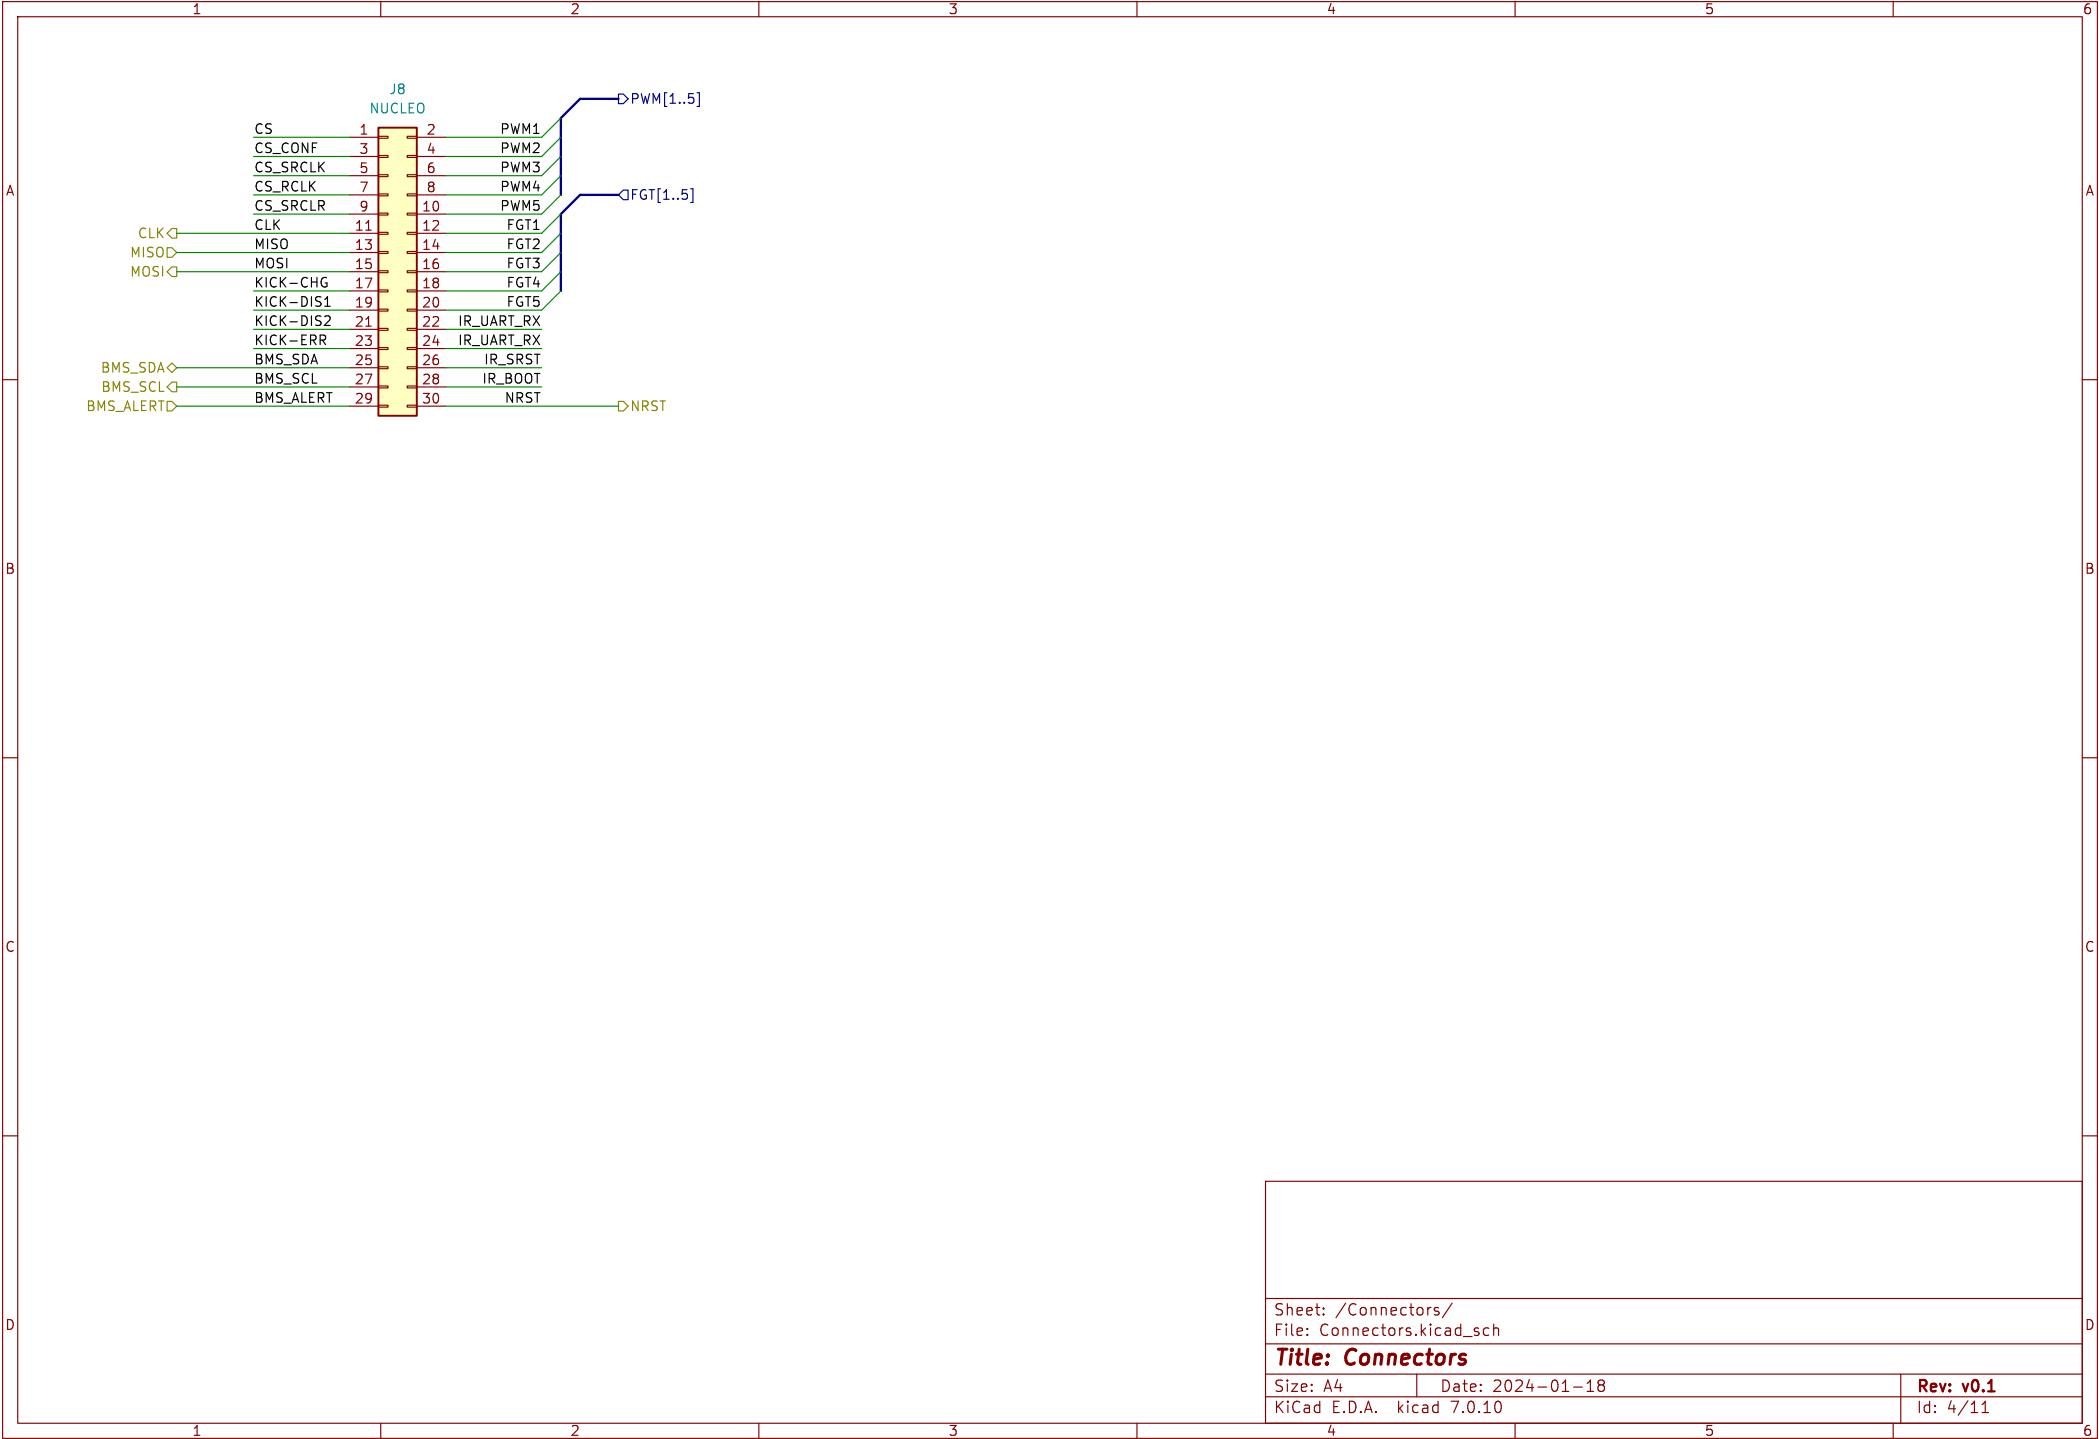 1 2 3 4 5 6
J8
NUCLEO
PWM[1..5]
CS 1 2 PWM1
CS_CONF 3 4 PWM2
CS_SRCLK 5 6 PWM3
A CS_RCLK 7 8 PWM4 FGT[1..5] A
CS_SRCLR 9 10 PWM5
CLK CLK 11 12 FGT1
MISO MISO 13 14 FGT2
MOSI MOSI 15 16 FGT3
KICK-CHG 17 18 FGT4
KICK-DIS1 19 20 FGT5
KICK-DIS2 21 22 IR_UART_RX
KICK-ERR 23 24 IR_UART_RX
BMS_SDA BMS_SDA 25 26 IR_SRST
BMS_SCL BMS_SCL 27 28 IR_BOOT
BMS_ALERT BMS_ALERT 29 30 NRST NRST
B B
C C
Sheet: /Connectors/
D D
File: Connectors.kicad_sch
Title: Connectors
Size: A4 Date: 2024-01-18 Rev: v0.1
KiCad E.D.A. kicad 7.0.10 Id: 4/11
1 2 3 4 5 6